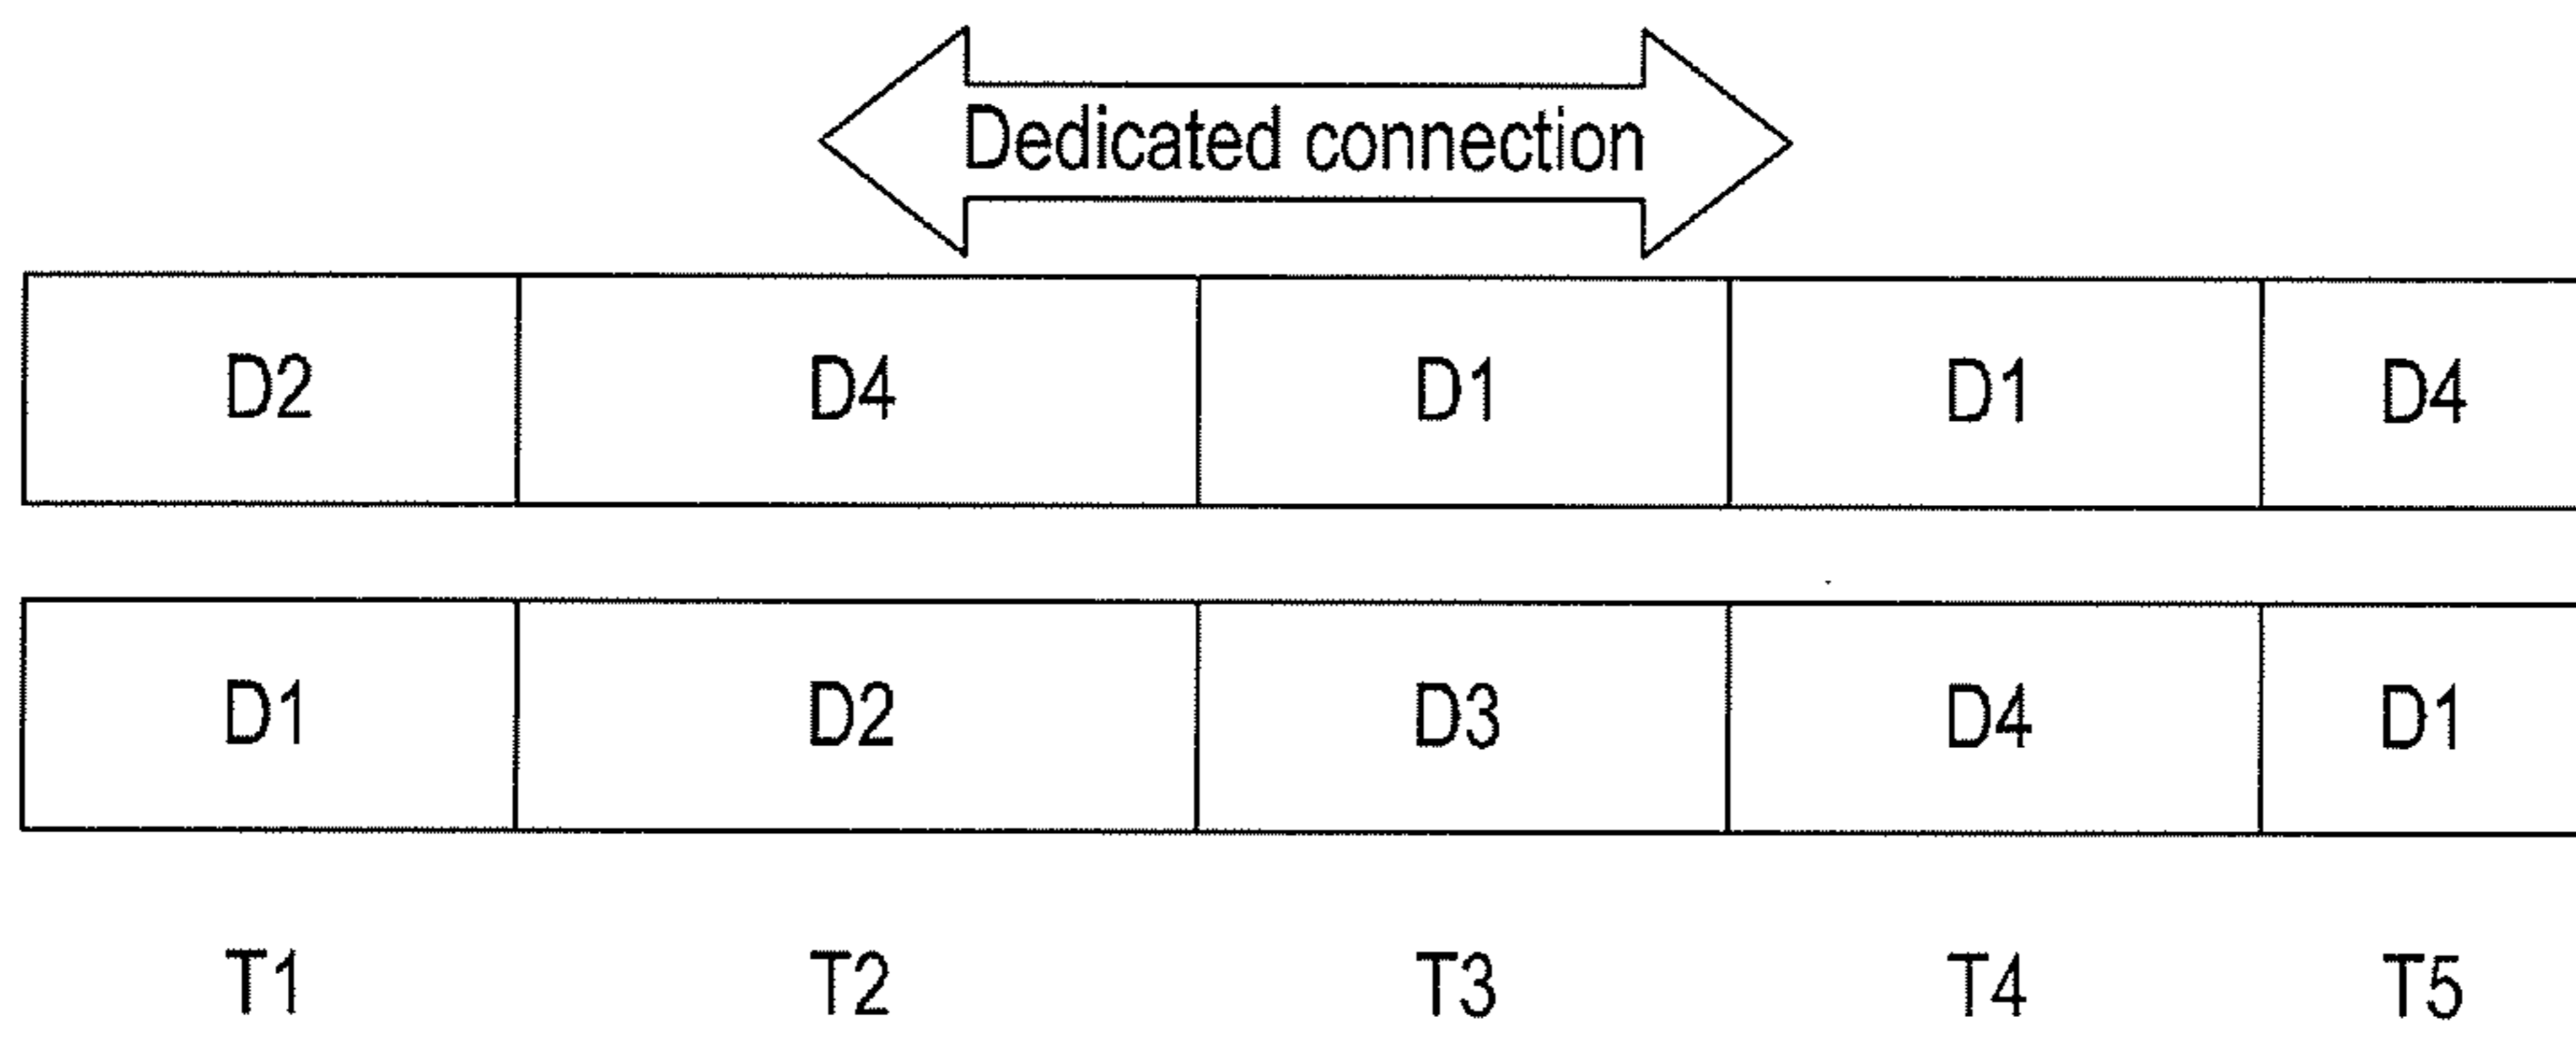 Dedicated connection
D2 D4 D1 D1 D4
D1 D2 D3 D4 D1
T1 T2 T3 T4 T5